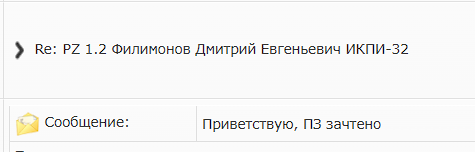 Re: PZ 1.2 Филимонов Дмитрий Евгеньевич ИКПИ-32
Сообщение: Приветствую, ПЗ зачтено